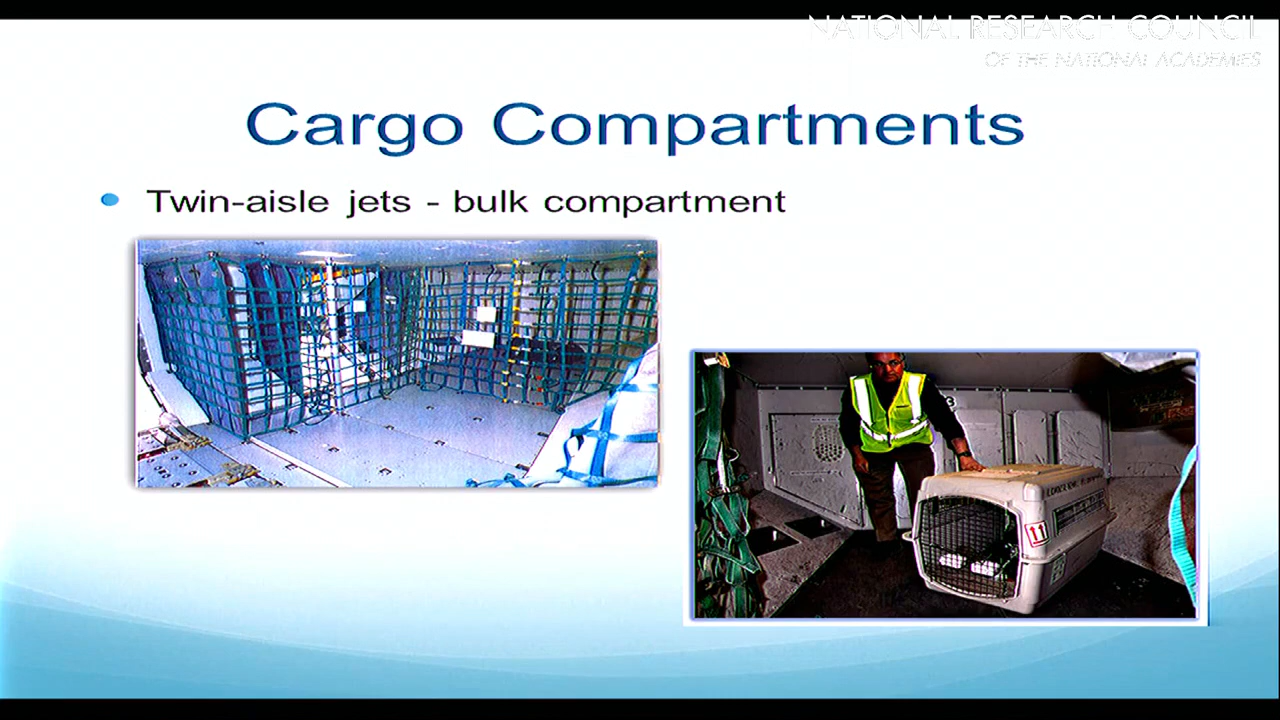 NATIONAL RESEARCH COUNCIL
OF THE NATIONAL ACADEMIES
Cargo Compartments
Twin-aisle jets - bulk compartment